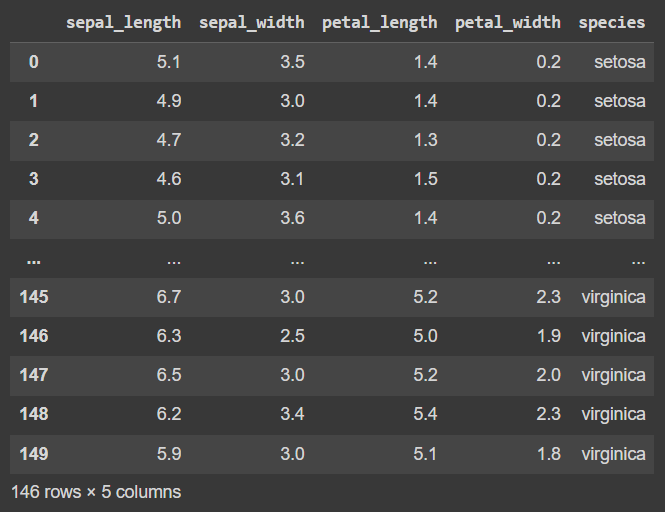 sepal_length sepal_width petal_length petal_width species
0 5.1 3.5 1.4 0.2 setosa
1 4.9 3.0 1.4 0.2 setosa
2 4.7 3.2 1.3 0.2 setosa
3 4.6 3.1 1.5 0.2 setosa
4 5.0 3.6 1.4 0.2 setosa
... ... ... ... ... ...
145 6.7 3.0 5.2 2.3 virginica
146 6.3 2.5 5.0 1.9 virginica
147 6.5 3.0 5.2 2.0 virginica
148 6.2 3.4 5.4 2.3 virginica
149 5.9 3.0 5.1 1.8 virginica
146 rows × 5 columns